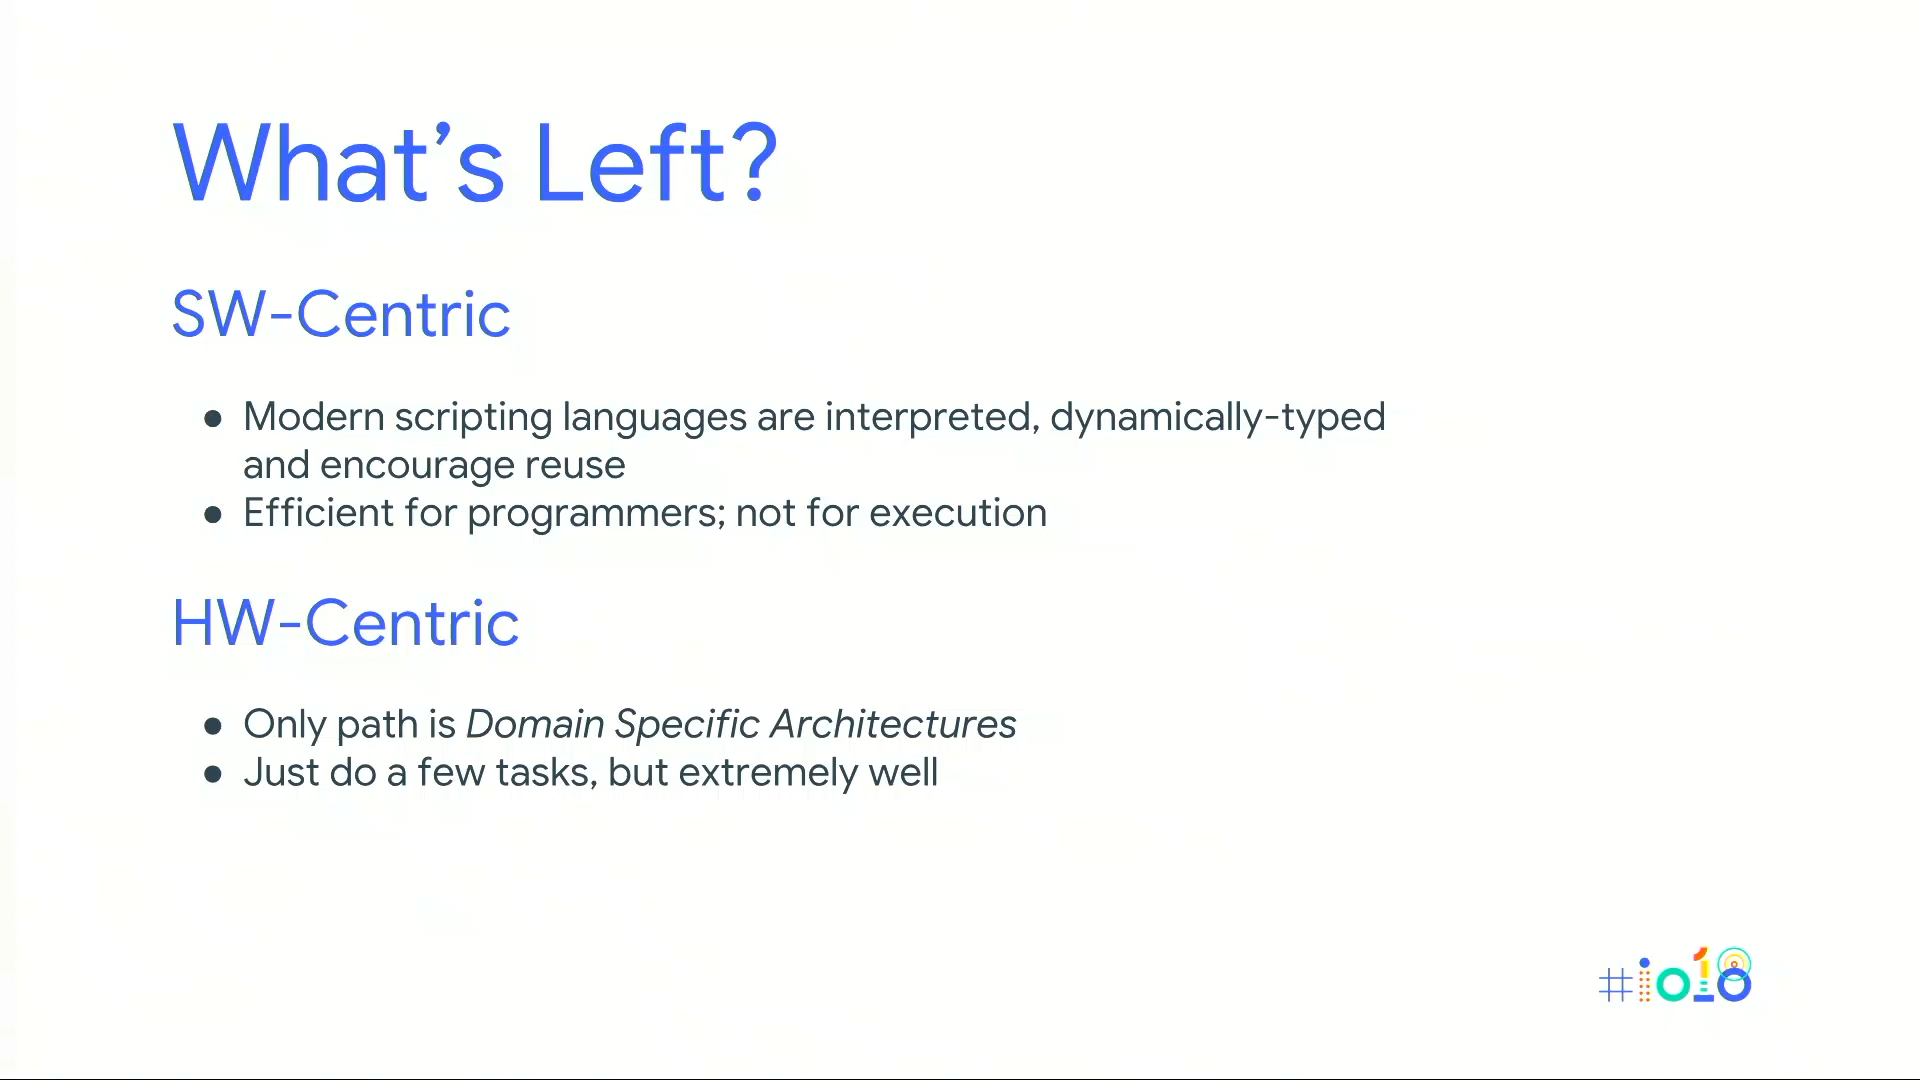 What’s Left?
SW-Centric
● Modern scripting languages are interpreted, dynamically-typed
and encourage reuse
● Efficient for programmers; not for execution
HW-Centric
● Only path is Domain Specific Architectures
● Just do a few tasks, but extremely well
#io18